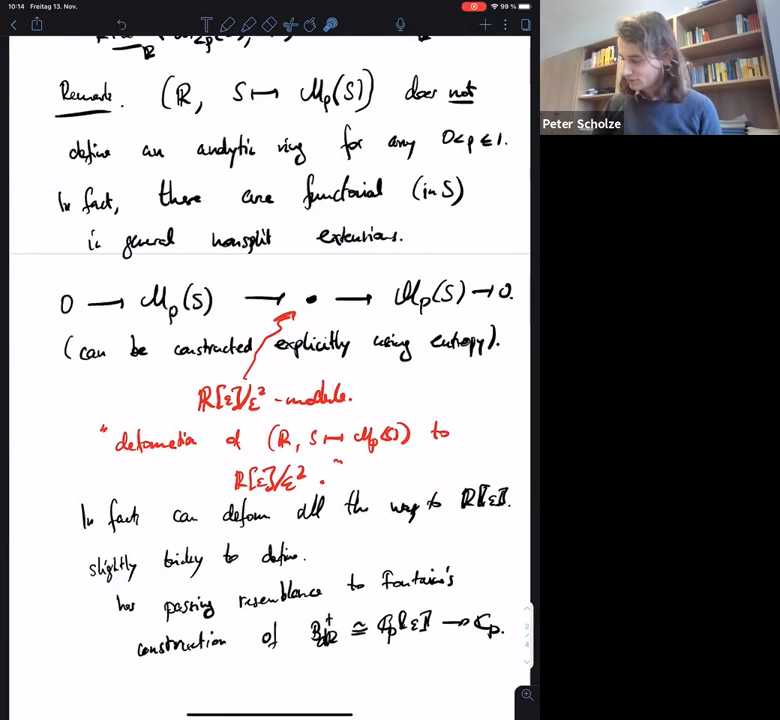 10:14 Freitag 13. Nov.
99 %
Peter Scholze
Remark. (ℝ, S ↦ ℳ_p(S)) does not
define an analytic ring for any 0<p≤1.
In fact, there are functorial (in S)
in general nonsplit extensions.
0 → ℳ_p(S) → • → ℳ_p(S) → 0.
(can be constructed explicitly using entropy).
ℝ[ε]/ε² - module.
"deformation of (ℝ, S ↦ ℳ_p(S)) to
ℝ[ε]/ε²."
In fact can deform all the way to ℝ⟦ε⟧.
slightly tricky to define.
has passing resemblance to Fontaine's
construction of B_dR^+ ≅ ℂ_p⟦ε⟧ → ℂ_p.
2/4